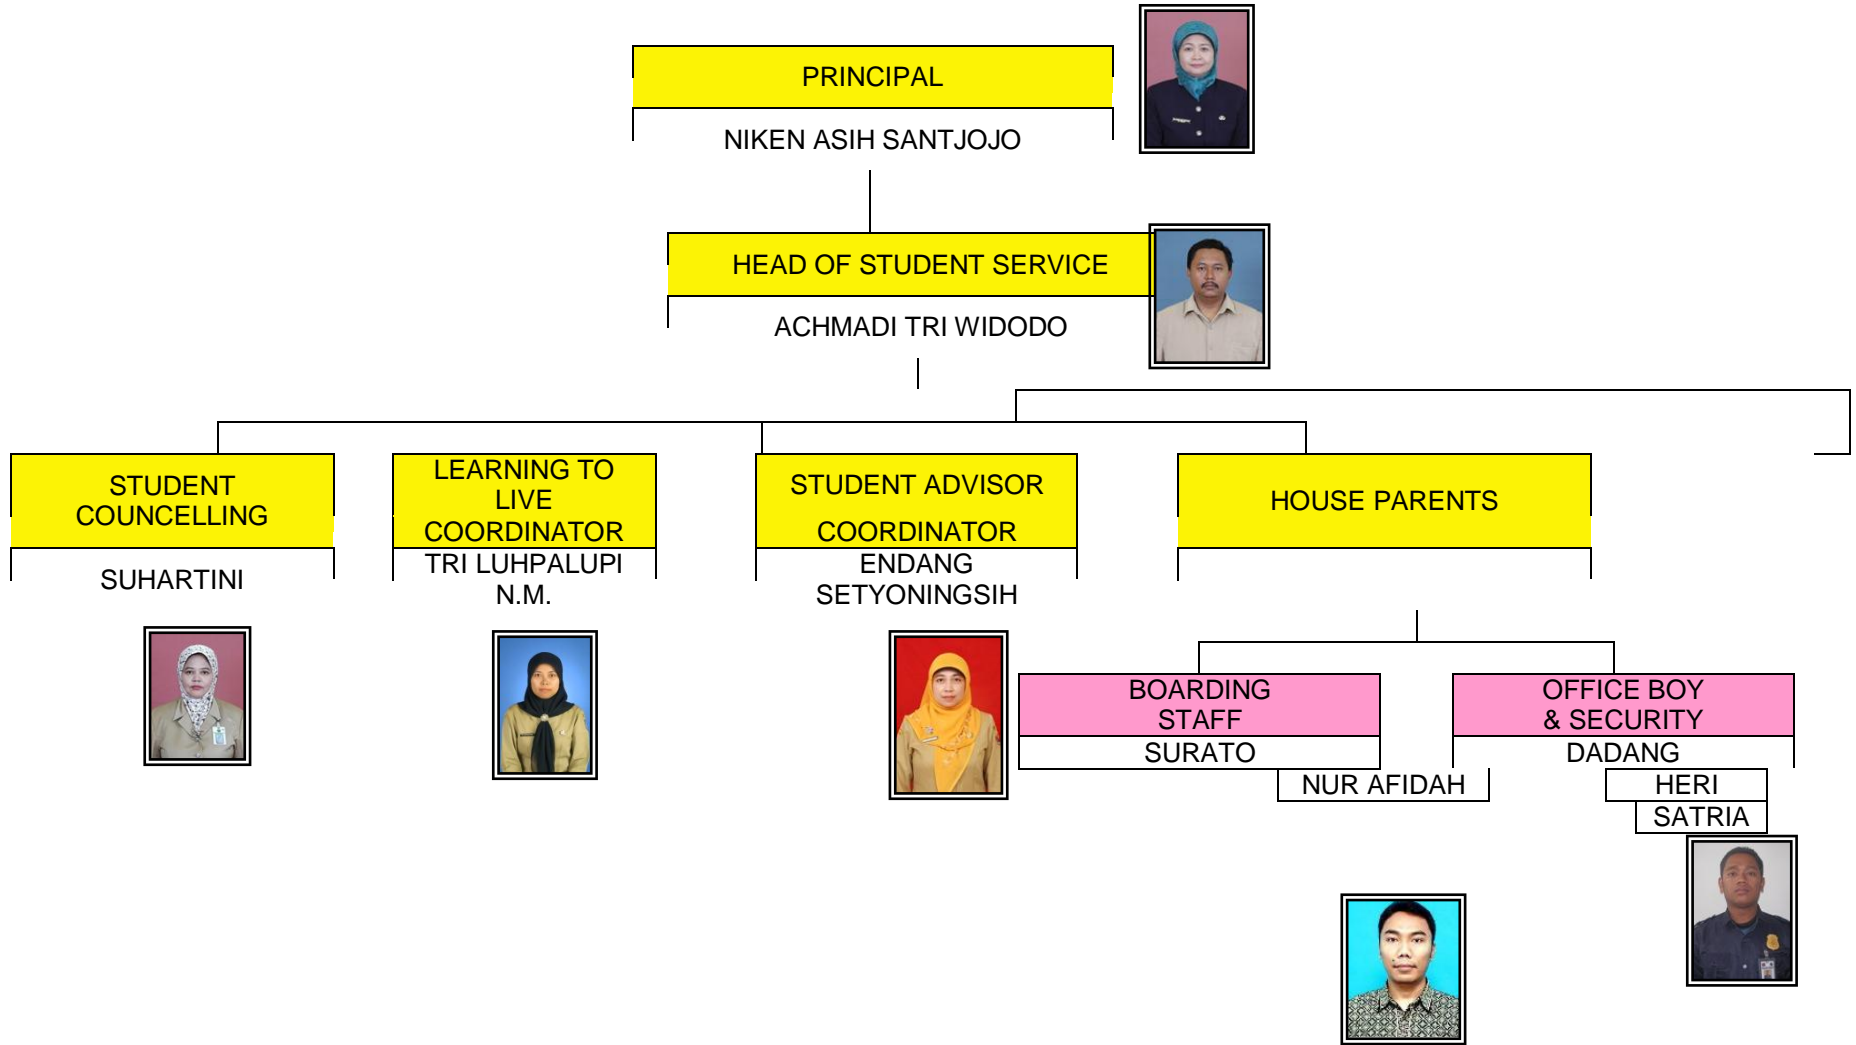 PRINCIPAL
NIKEN ASIH SANTJOJO
HEAD OF STUDENT SERVICE
ACHMADI TRI WIDODO
STUDENT
COUNCELLING
SUHARTINI
LEARNING TO
LIVE
COORDINATOR
TRI LUHPALUPI
N.M.
STUDENT ADVISOR
COORDINATOR
ENDANG
SETYONINGSIH
HOUSE PARENTS
BOARDING
STAFF
SURATO
NUR AFIDAH
OFFICE BOY
& SECURITY
DADANG
HERI
SATRIA